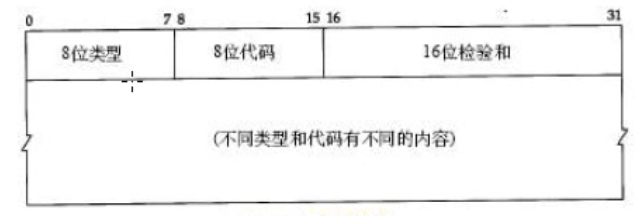 0 7 8 15 16 31
8位类型 8位代码 16位检验和
(不同类型和代码有不同的内容)